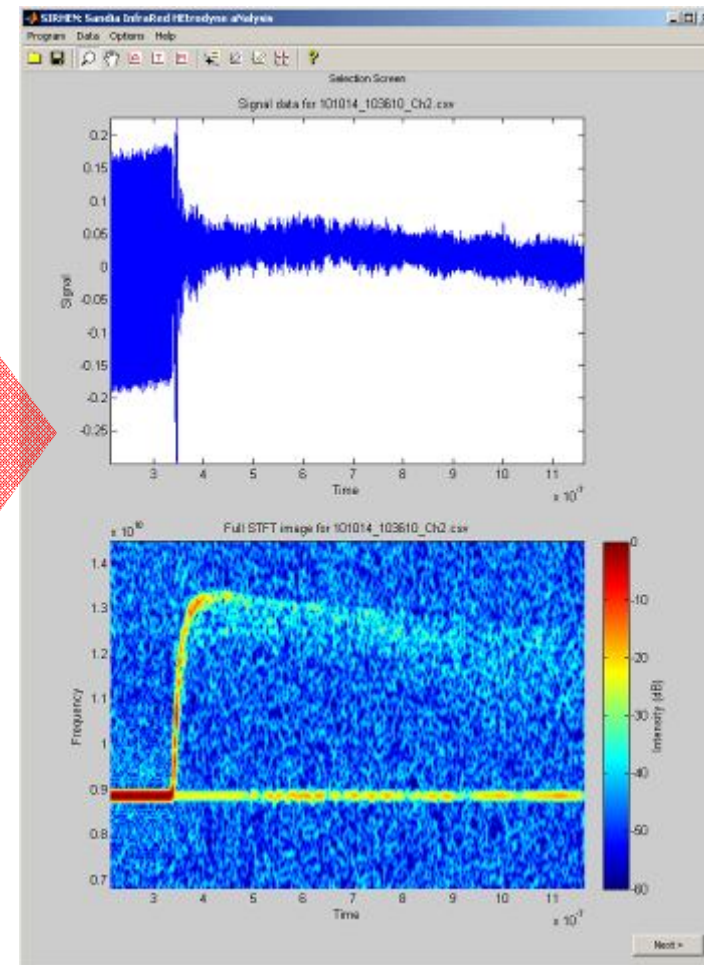 SIRHEN: Sandia InfraRed HEtrodyne aNalysis
Program Data Options Help
Selection Screen
Signal data for 101014_103610_Ch2.csv
0.2
0.15
0.1
0.05
0
-0.05
-0.1
-0.15
-0.2
-0.25
Signal
3 4 5 6 7 8 9 10 11
Time
x 10^-7
x 10^10
Full STFT image for 101014_103610_Ch2.csv
1.4
1.3
1.2
1.1
1
0.9
0.8
0.7
Frequency
3 4 5 6 7 8 9 10 11
Time
x 10^-7
0
-10
-20
-30
-40
-50
-60
Intensity (dB)
Next >